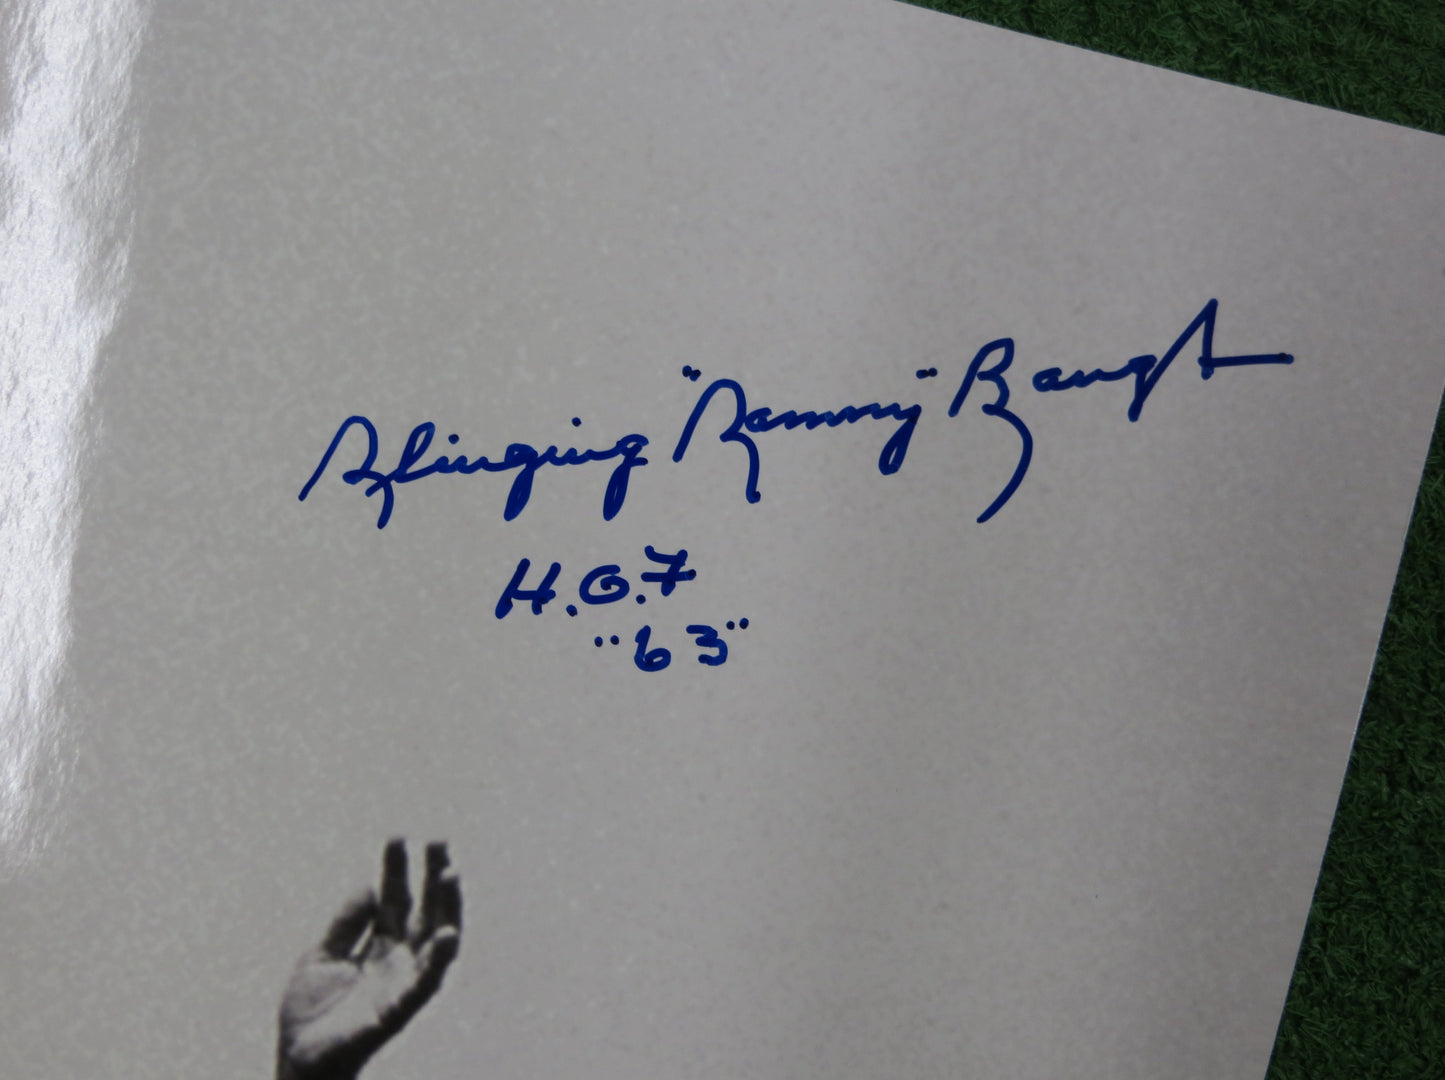 Slinging "Sammy" Baugh
H.O.F
"63"